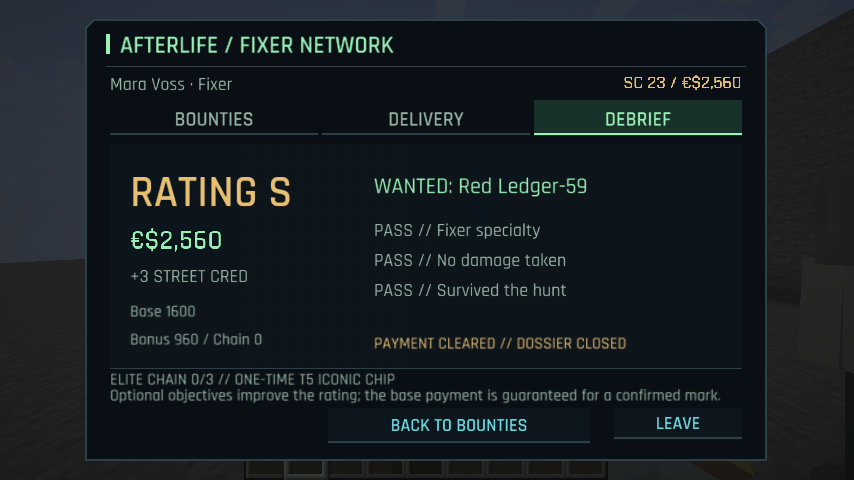 AFTERLIFE / FIXER NETWORK
Mara Voss · Fixer
SC 23 / €$2,560
BOUNTIES
DELIVERY
DEBRIEF
RATING S
€$2,560
+3 STREET CRED
Base 1600
Bonus 960 / Chain 0
WANTED: Red Ledger-59
PASS // Fixer specialty
PASS // No damage taken
PASS // Survived the hunt
PAYMENT CLEARED // DOSSIER CLOSED
ELITE CHAIN 0/3 // ONE-TIME T5 ICONIC CHIP
Optional objectives improve the rating; the base payment is guaranteed for a confirmed mark.
BACK TO BOUNTIES
LEAVE